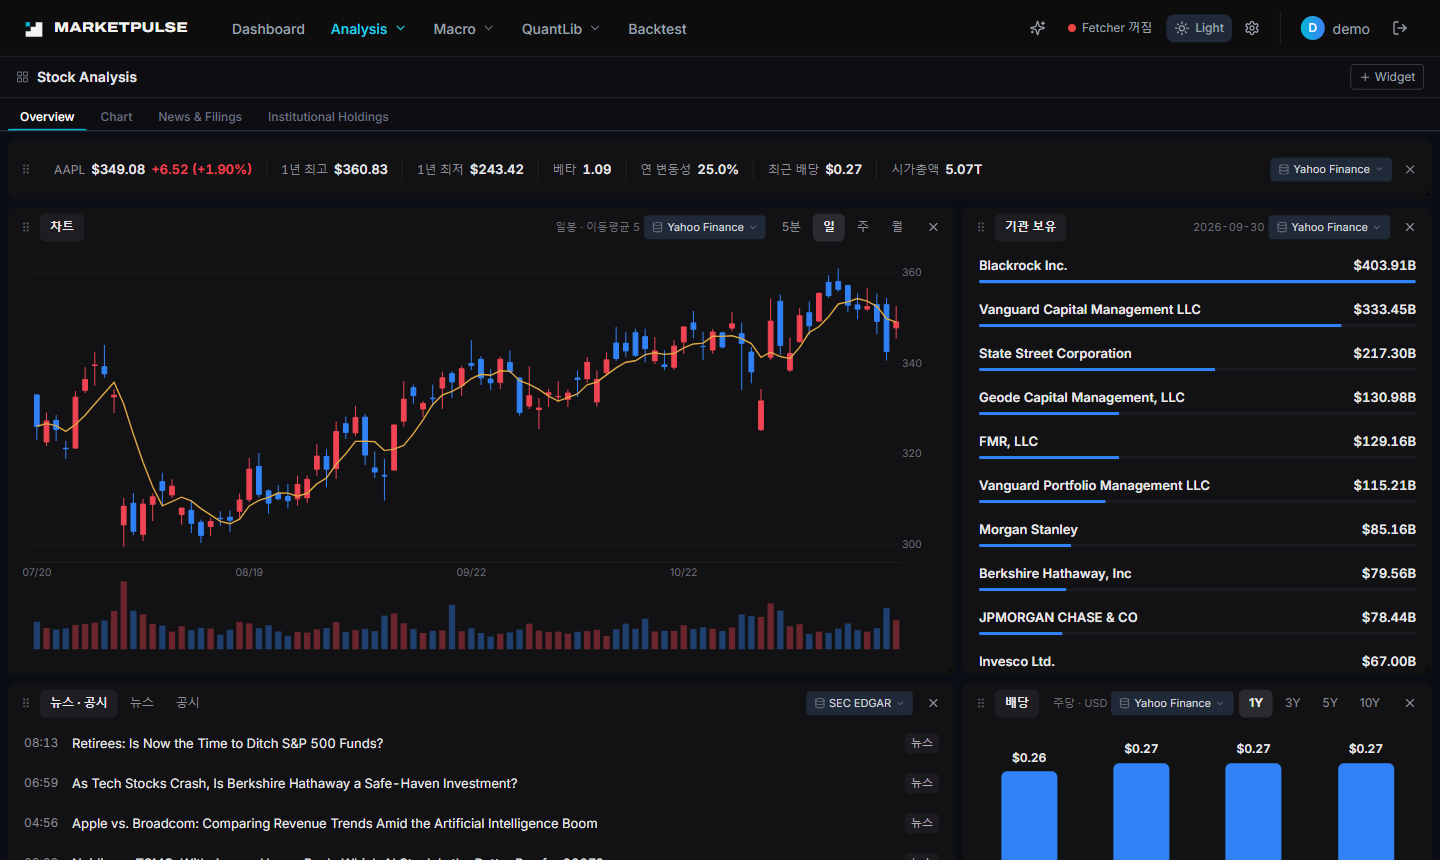 MARKETPULSE
Dashboard Analysis Macro QuantLib Backtest
Fetcher 꺼짐 Light D demo
Stock Analysis + Widget
Overview Chart News & Filings Institutional Holdings
AAPL $349.08 +6.52 (+1.90%) 1년 최고 $360.83 1년 최저 $243.42 베타 1.09 연 변동성 25.0% 최근 배당 $0.27 시가총액 5.07T Yahoo Finance
차트 일봉 · 이동평균 5 Yahoo Finance 5분 일 주 월
360
340
320
300
07/20 08/19 09/22 10/22
기관 보유 2026-09-30 Yahoo Finance
Blackrock Inc. $403.91B
Vanguard Capital Management LLC $333.45B
State Street Corporation $217.30B
Geode Capital Management, LLC $130.98B
FMR, LLC $129.16B
Vanguard Portfolio Management LLC $115.21B
Morgan Stanley $85.16B
Berkshire Hathaway, Inc $79.56B
JPMORGAN CHASE & CO $78.44B
Invesco Ltd. $67.00B
뉴스 · 공시 뉴스 공시 SEC EDGAR
08:13 Retirees: Is Now the Time to Ditch S&P 500 Funds? 뉴스
06:59 As Tech Stocks Crash, Is Berkshire Hathaway a Safe-Haven Investment? 뉴스
04:56 Apple vs. Broadcom: Comparing Revenue Trends Amid the Artificial Intelligence Boom 뉴스
배당 주당 · USD Yahoo Finance 1Y 3Y 5Y 10Y
$0.26 $0.27 $0.27 $0.27